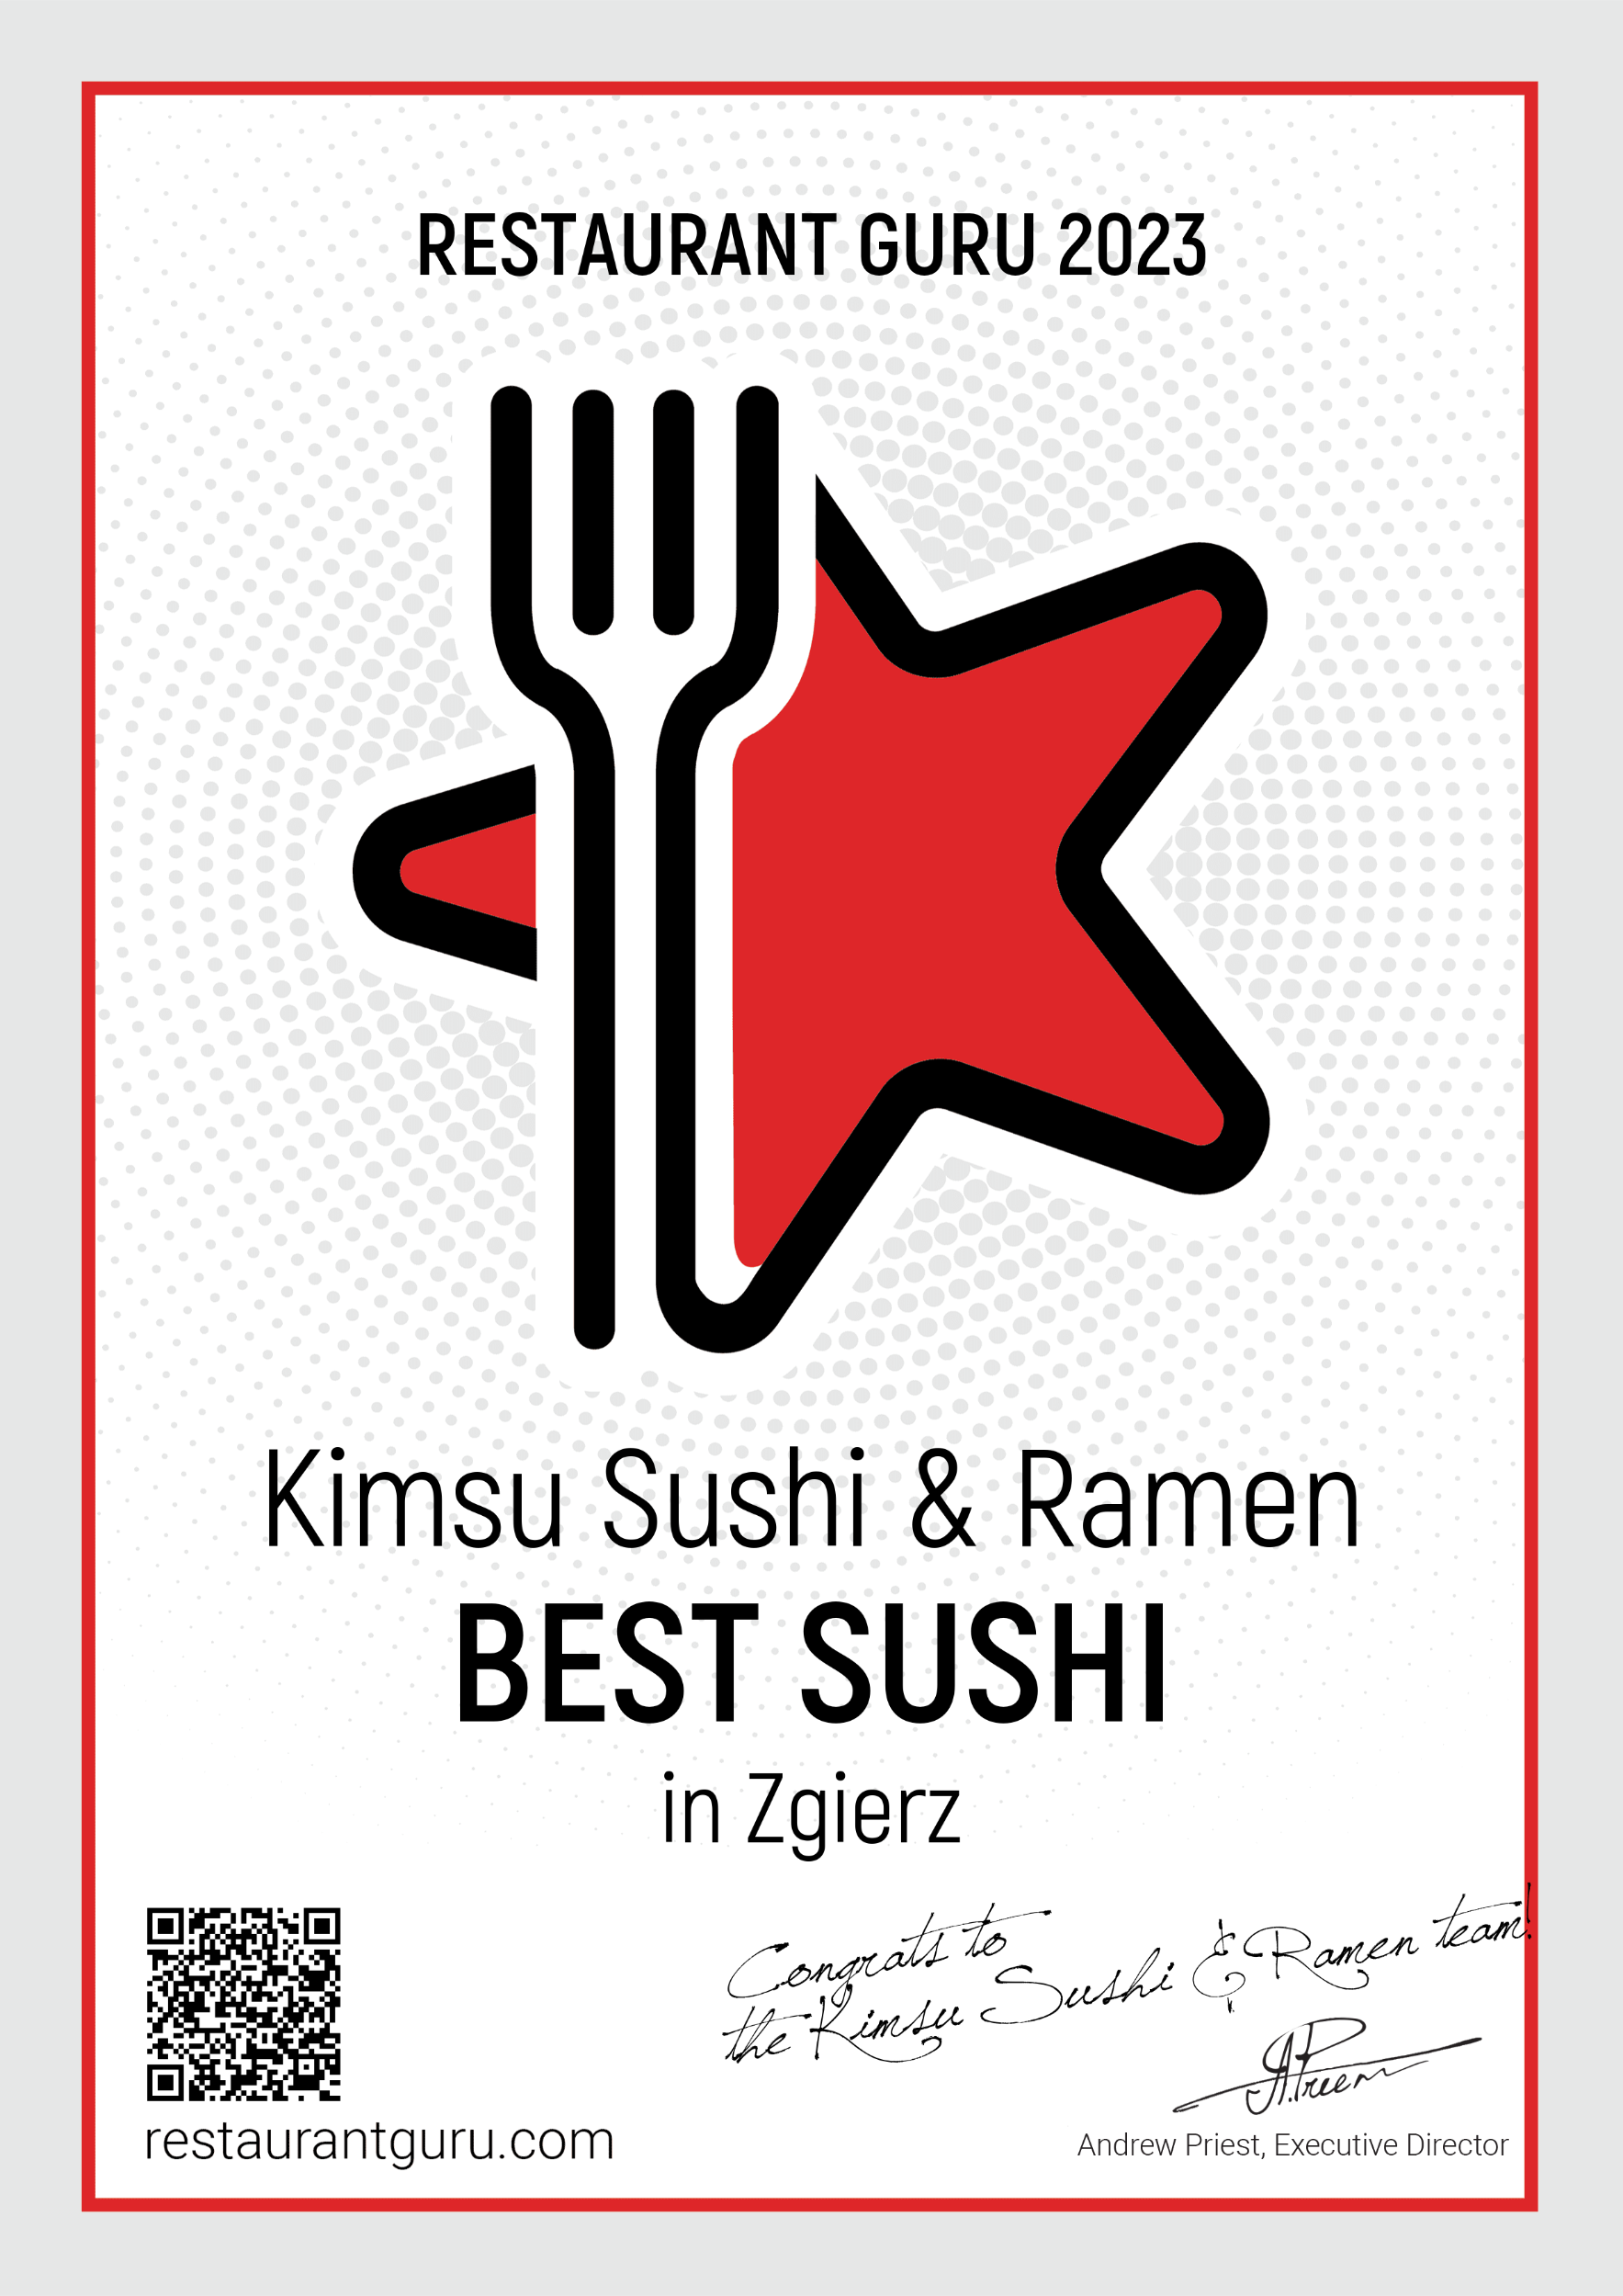 RESTAURANT GURU 2023
Kimsu Sushi & Ramen
BEST SUSHI
in Zgierz
Congrats to
the Kimsu Sushi & Ramen team!
restaurantguru.com
Andrew Priest, Executive Director